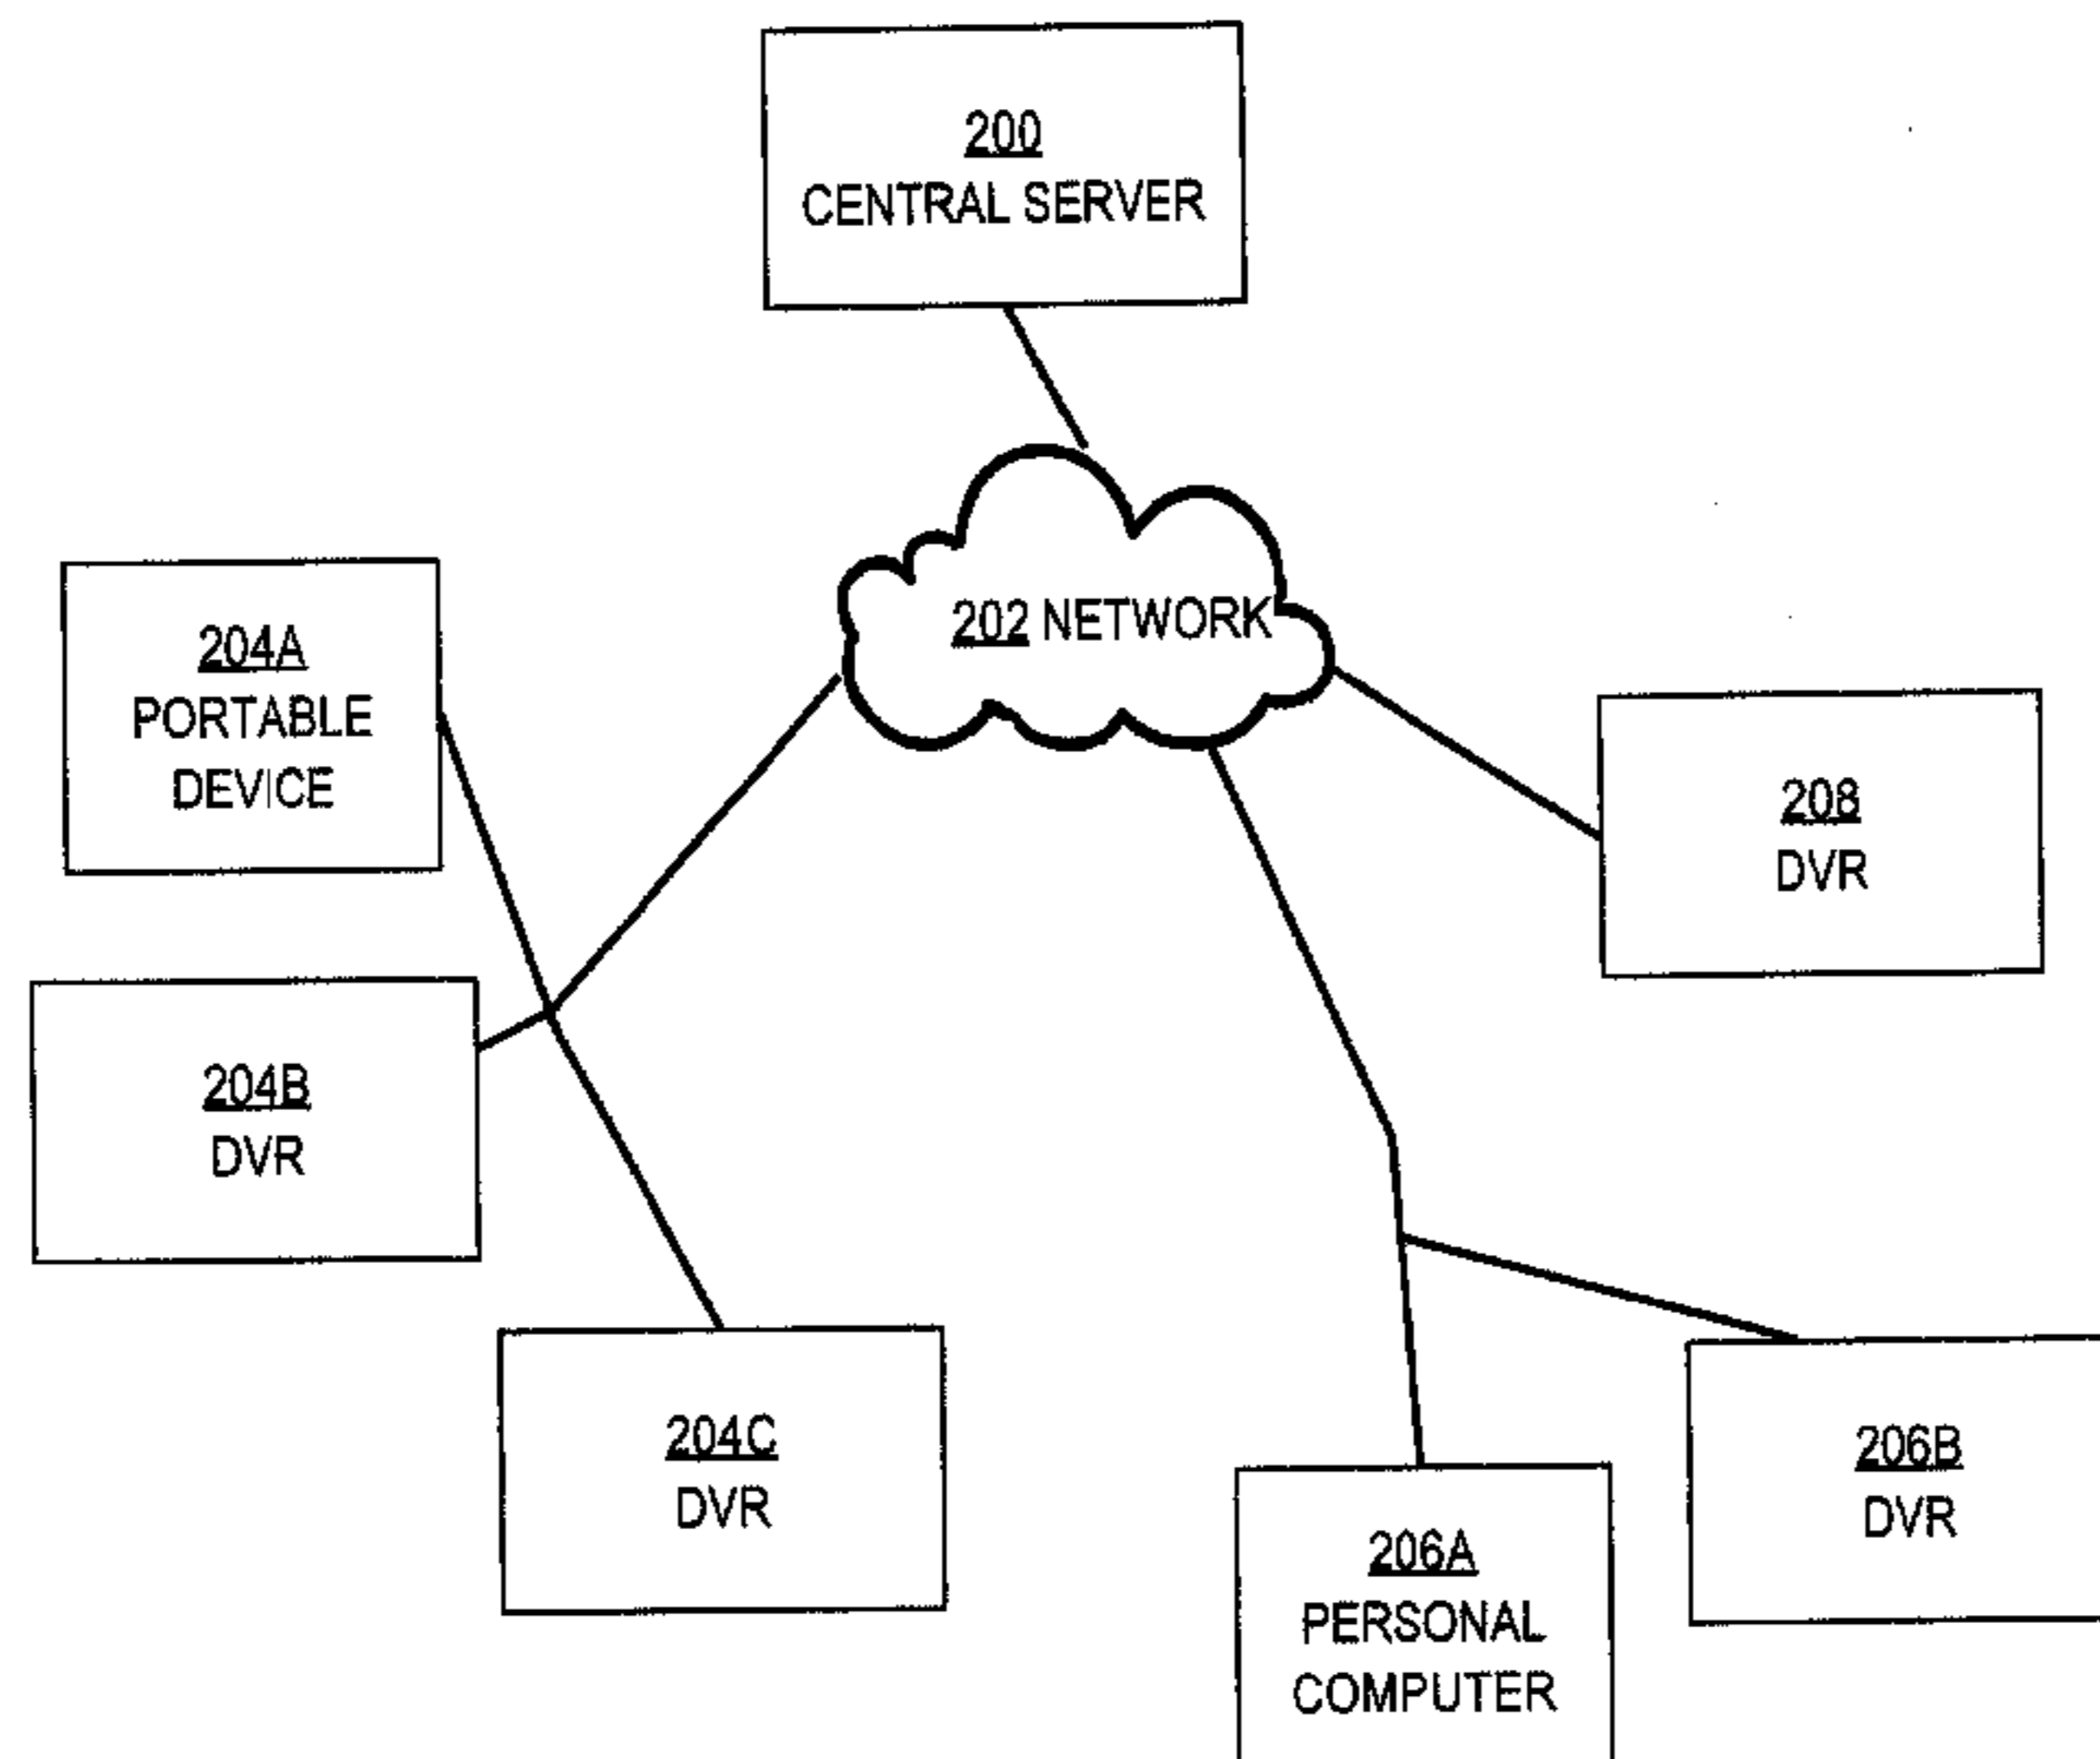 200
CENTRAL SERVER
202 NETWORK
204A
PORTABLE
DEVICE
208
DVR
204B
DVR
204C
DVR
206A
PERSONAL
COMPUTER
206B
DVR